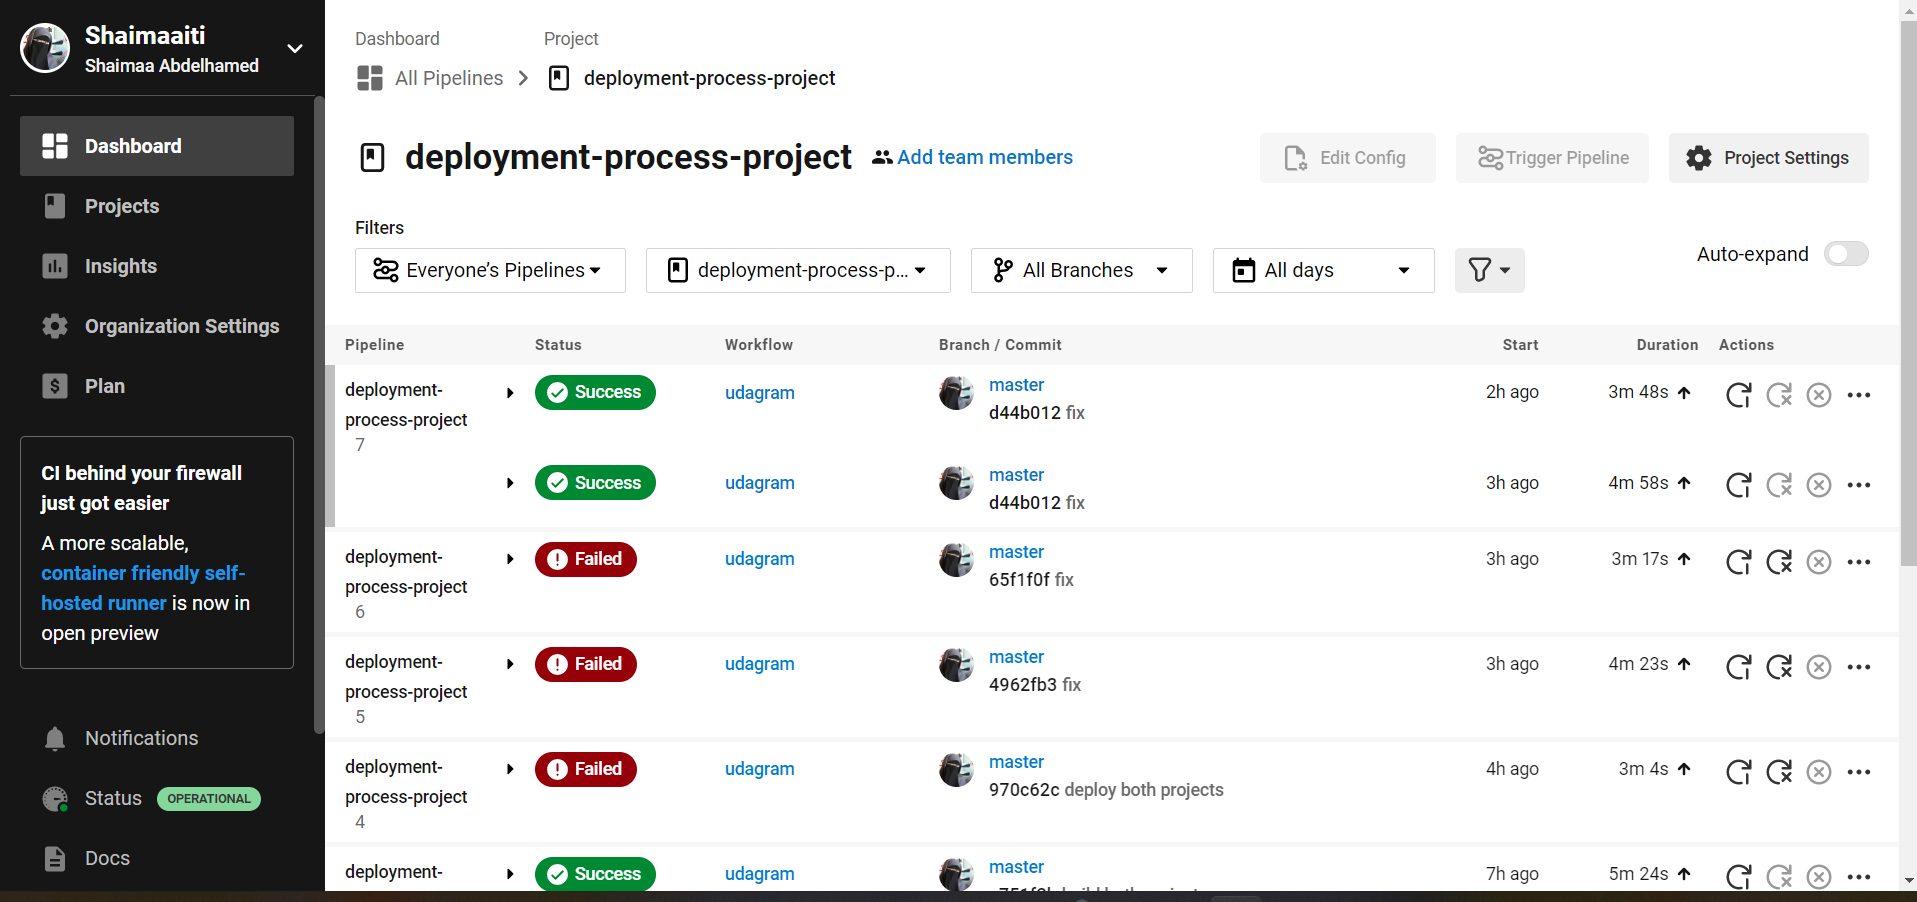 Shaimaaiti
Shaimaa Abdelhamed
Dashboard
Projects
Insights
Organization Settings
Plan
CI behind your firewall
just got easier
A more scalable,
container friendly self-
hosted runner is now in
open preview
Notifications
Status OPERATIONAL
Docs
Dashboard Project
All Pipelines deployment-process-project
deployment-process-project Add team members Edit Config Trigger Pipeline Project Settings
Filters
Everyone’s Pipelines deployment-process-p... All Branches All days Auto-expand
Pipeline Status Workflow Branch / Commit Start Duration Actions
deployment- Success udagram master 2h ago 3m 48s
process-project d44b012 fix
7
Success udagram master 3h ago 4m 58s
d44b012 fix
deployment- Failed udagram master 3h ago 3m 17s
process-project 65f1f0f fix
6
deployment- Failed udagram master 3h ago 4m 23s
process-project 4962fb3 fix
5
deployment- Failed udagram master 4h ago 3m 4s
process-project 970c62c deploy both projects
4
deployment- Success udagram master 7h ago 5m 24s